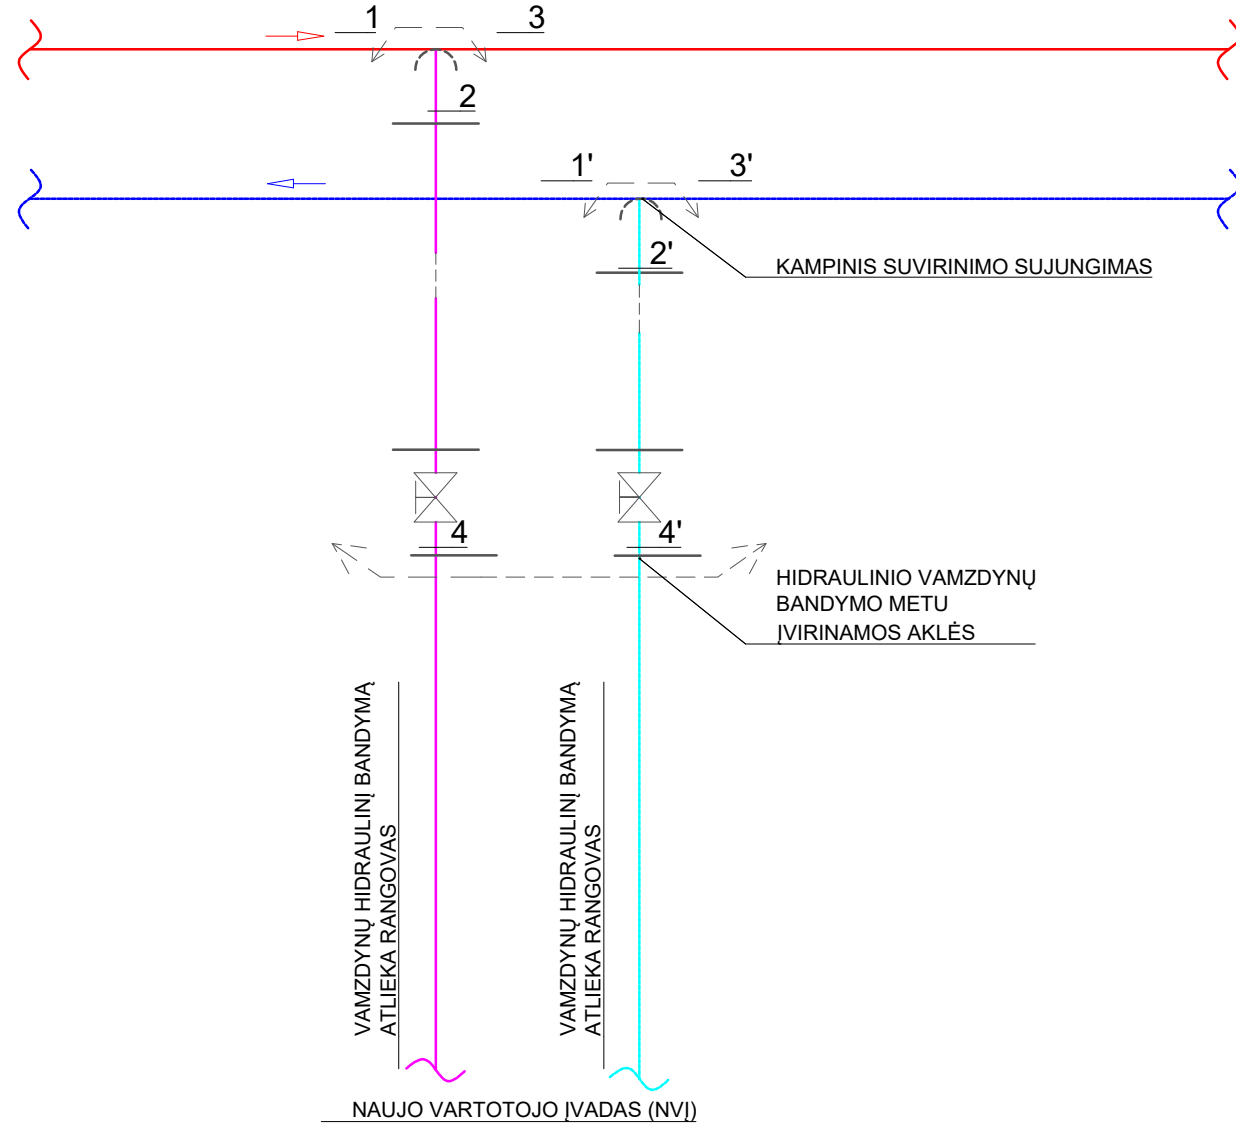 1
3
2
1'
3'
2'
KAMPINIS SUVIRINIMO SUJUNGIMAS
4
4'
HIDRAULINIO VAMZDYNŲ
BANDYMO METU
ĮVIRINAMOS AKLĖS
VAMZDYNŲ HIDRAULINĮ BANDYMĄ
ATLIEKA RANGOVAS
VAMZDYNŲ HIDRAULINĮ BANDYMĄ
ATLIEKA RANGOVAS
NAUJO VARTOTOJO ĮVADAS (NVĮ)